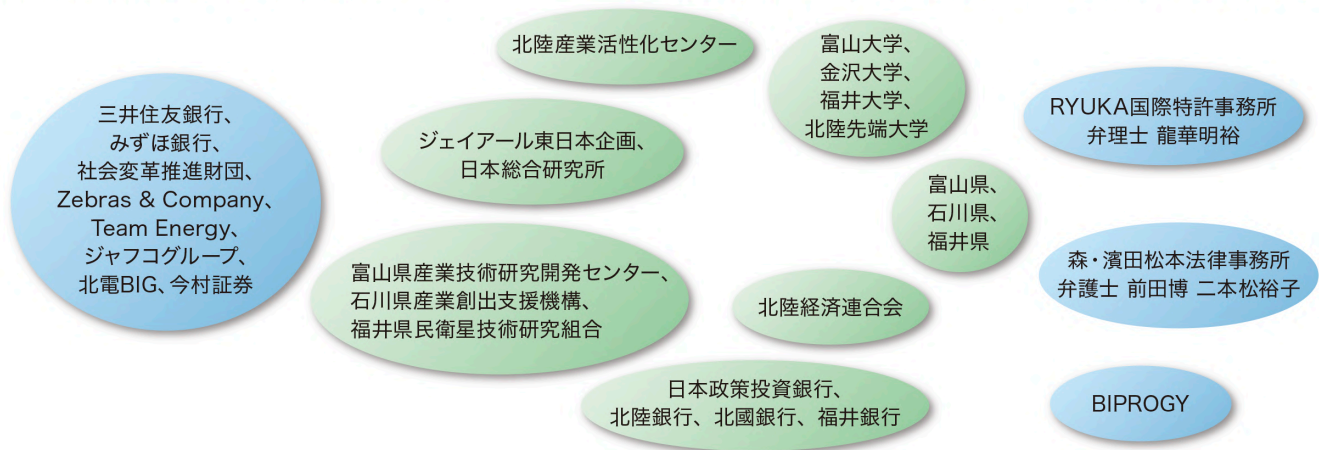 北陸産業活性化センター
富山大学、
金沢大学、
福井大学、
北陸先端大学
三井住友銀行、
みずほ銀行、
社会変革推進財団、
Zebras & Company、
Team Energy、
ジャフコグループ、
北電BIG、今村証券
ジェイアール東日本企画、
日本総合研究所
RYUKA国際特許事務所
弁理士 龍華明裕
富山県、
石川県、
福井県
富山県産業技術研究開発センター、
石川県産業創出支援機構、
福井県民衛星技術研究組合
北陸経済連合会
森・濱田松本法律事務所
弁護士 前田博 二本松裕子
日本政策投資銀行、
北陸銀行、北國銀行、福井銀行
BIPROGY